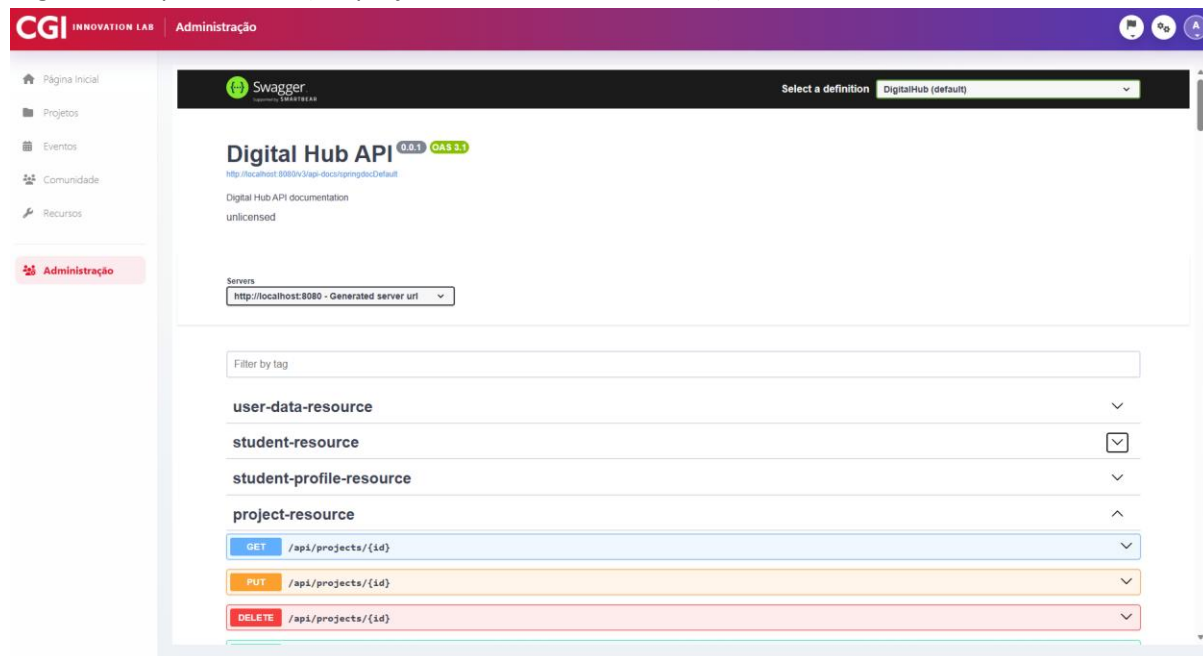 CGI INNOVATION LAB Administração
A
Página Inicial
Projetos
Eventos
Comunidade
Recursos
Administração
Swagger
Supported by SMARTBEAR
Select a definition DigitalHub (default)
Digital Hub API 0.0.1 OAS 3.1
http://localhost:8080/v3/api-docs/springdocDefault
Digital Hub API documentation
unlicensed
Servers
http://localhost:8080 - Generated server url
Filter by tag
user-data-resource
student-resource
student-profile-resource
project-resource
GET /api/projects/{id}
PUT /api/projects/{id}
DELETE /api/projects/{id}